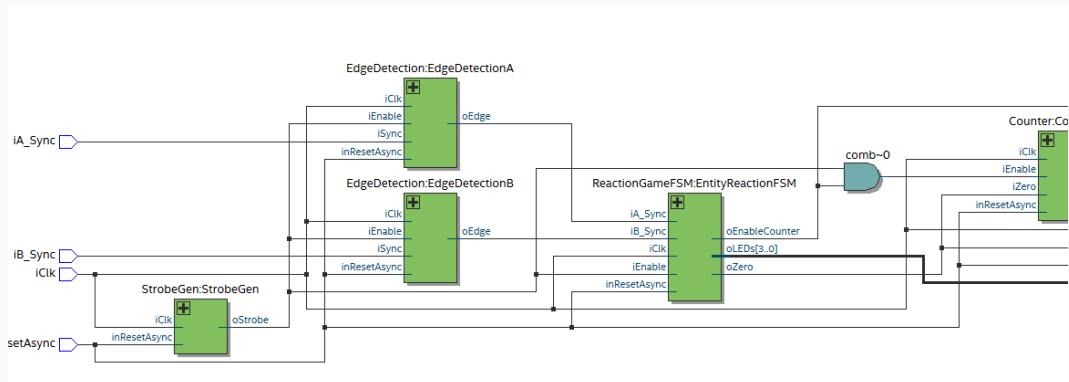 EdgeDetection:EdgeDetectionA
iClk
iEnable
oEdge
iSync
inResetAsync
iA_Sync
Counter:Co
iClk
iEnable
iZero
inResetAsync
comb~0
EdgeDetection:EdgeDetectionB
iClk
iEnable
oEdge
iSync
inResetAsync
ReactionGameFSM:EntityReactionFSM
iA_Sync
iB_Sync
oEnableCounter
iClk
oLEDs[3..0]
iEnable
oZero
inResetAsync
iB_Sync
iClk
StrobeGen:StrobeGen
iClk
oStrobe
inResetAsync
setAsync